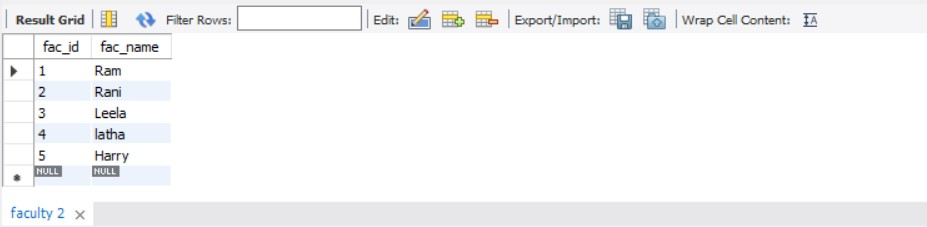 Result Grid Filter Rows: Edit: Export/Import: Wrap Cell Content: IA
fac_id fac_name
1 Ram
2 Rani
3 Leela
4 latha
5 Harry
NULL NULL
faculty 2 ×